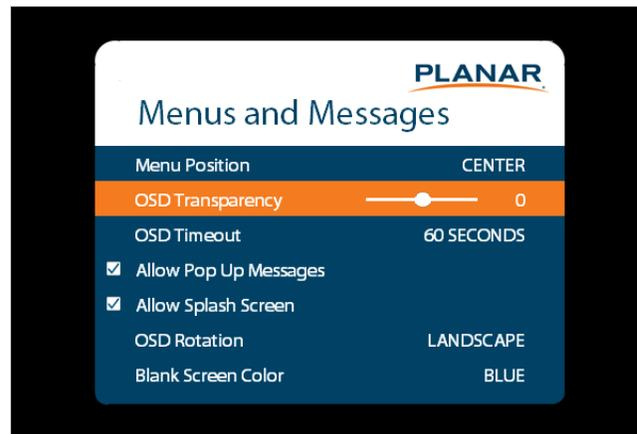 PLANAR
Menus and Messages
Menu Position CENTER
OSD Transparency 0
OSD Timeout 60 SECONDS
Allow Pop Up Messages
Allow Splash Screen
OSD Rotation LANDSCAPE
Blank Screen Color BLUE